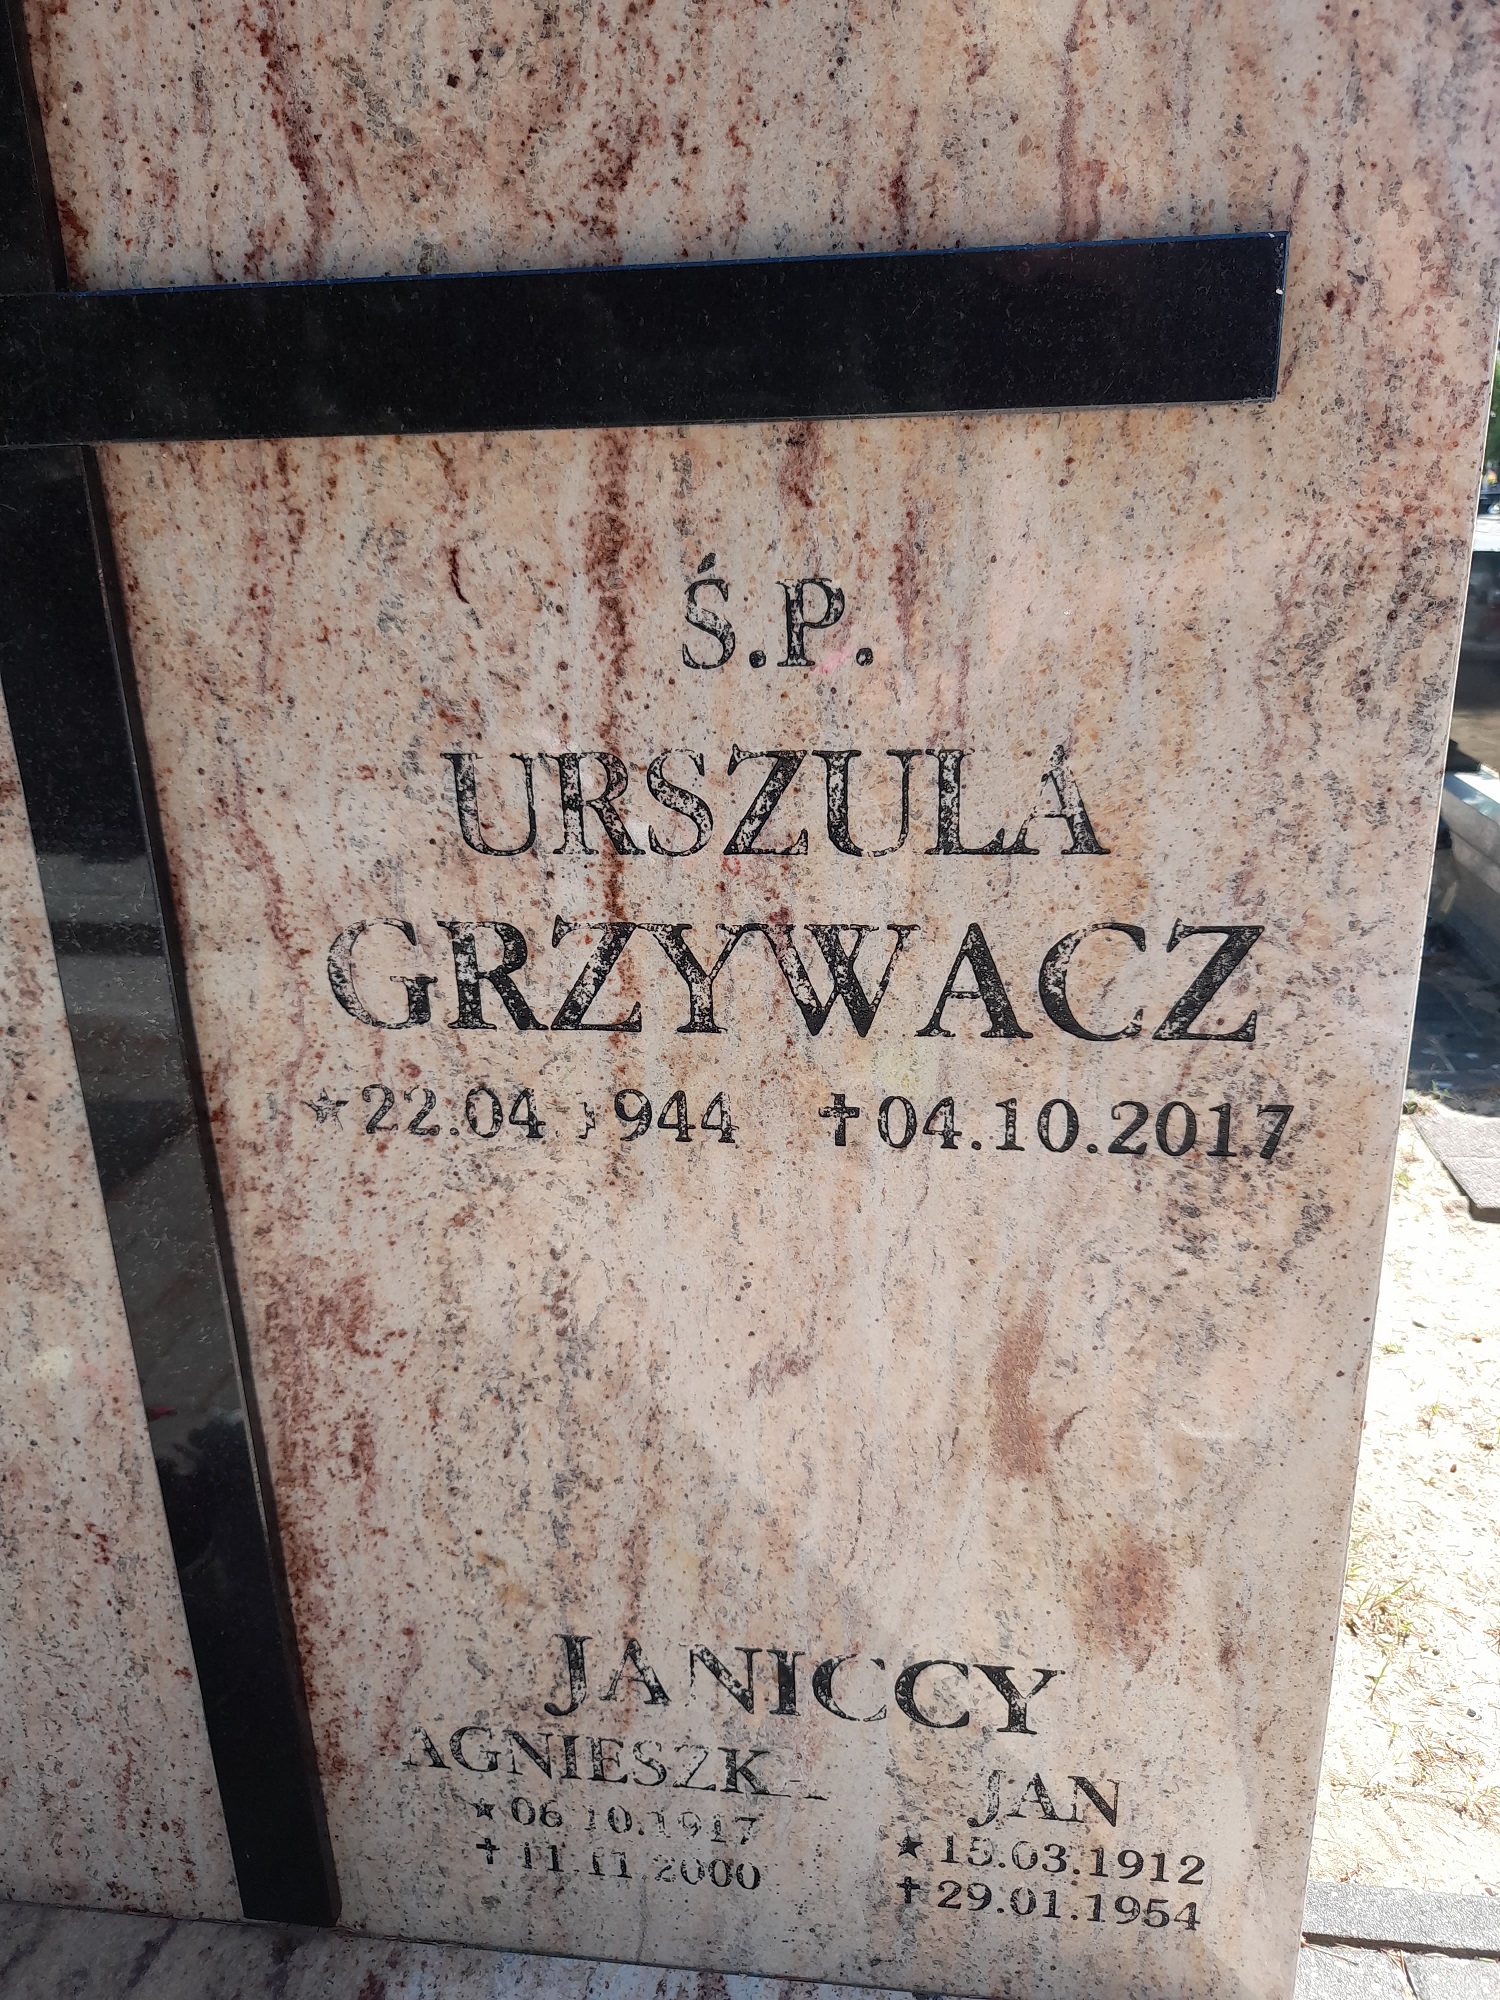 Ś.P.
URSZULA
GRZYWACZ
★22.04.1944 ✝04.10.2017
JANICCY
AGNIESZKA
★06.10.1917
✝11.11.2000
JAN
★15.03.1912
✝29.01.1954